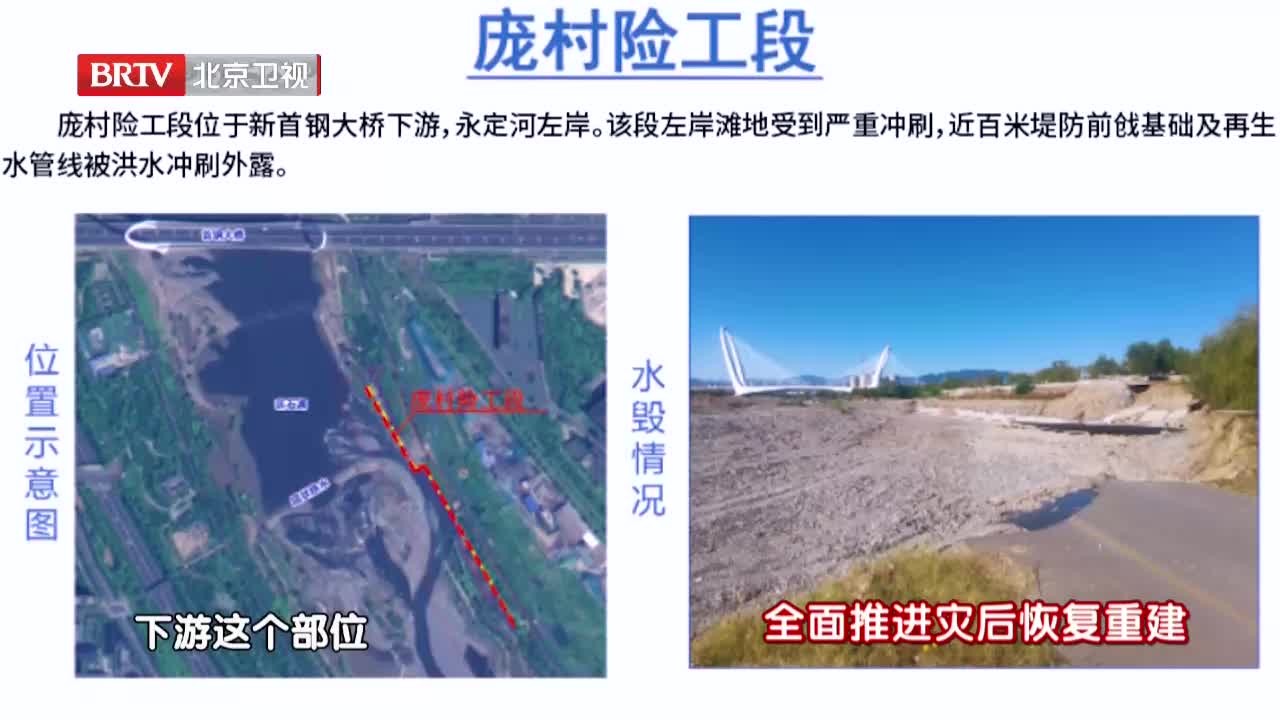 庞村险工段
BRTV 北京卫视
庞村险工段位于新首钢大桥下游，永定河左岸。该段左岸滩地受到严重冲刷，近百米堤防前戗基础及再生
水管线被洪水冲刷外露。
位置示意图
庞村险工段
水毁情况
下游这个部位
全面推进灾后恢复重建